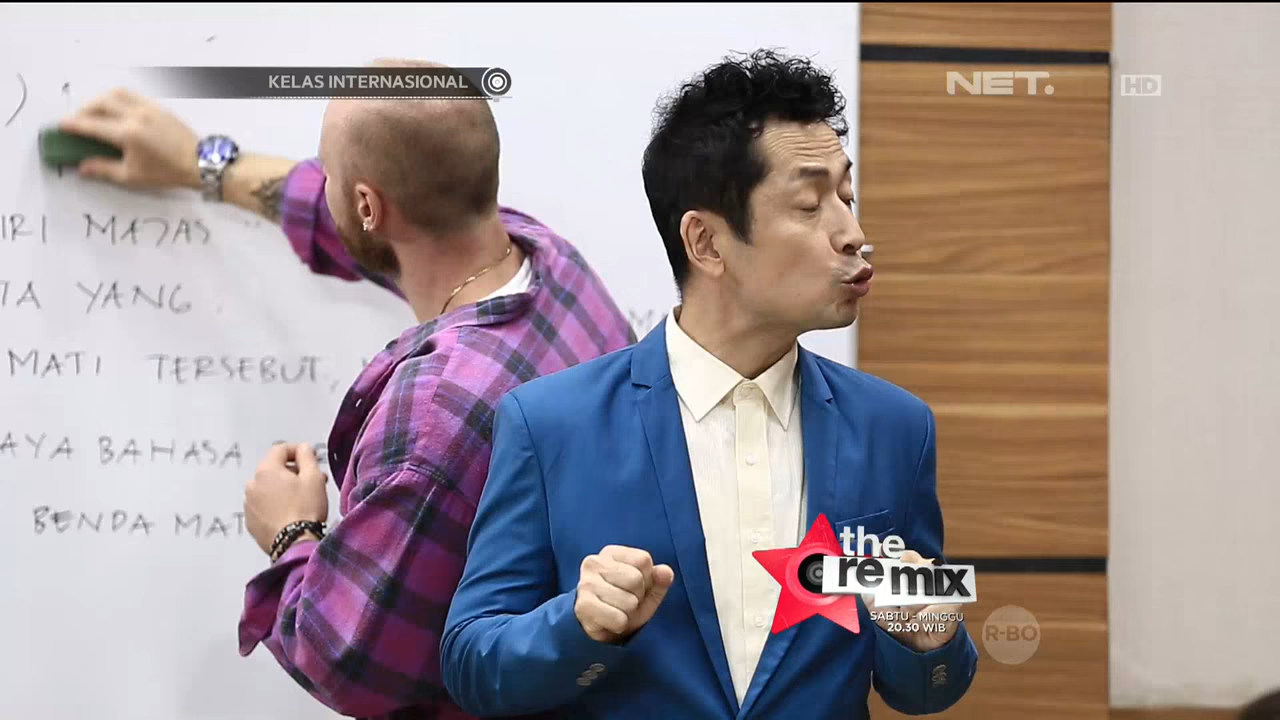 KELAS INTERNASIONAL
NET.
HD
)
IRI MAJAS
TA YANG
MATI TERSEBUT,
AYA BAHASA
BENDA MAT
the
remix
SABTU - MINGGU
20.30 WIB
R-BO